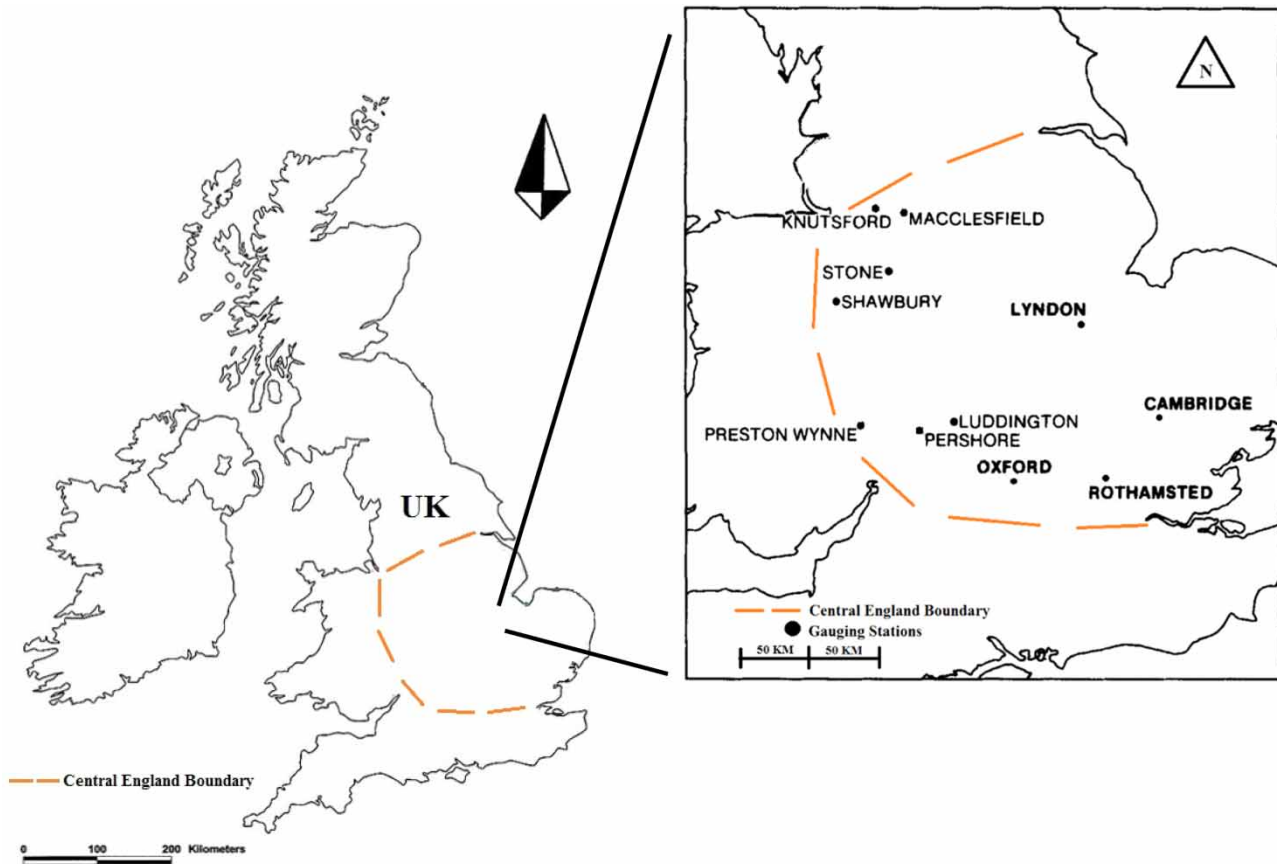 UK
Central England Boundary
0 100 200 Kilometers
N
KNUTSFORD
MACCLESFIELD
STONE
SHAWBURY
LYNDON
CAMBRIDGE
PRESTON WYNNE
LUDDINGTON
PERSHORE
OXFORD
ROTHAMSTED
Central England Boundary
Gauging Stations
50 KM 50 KM